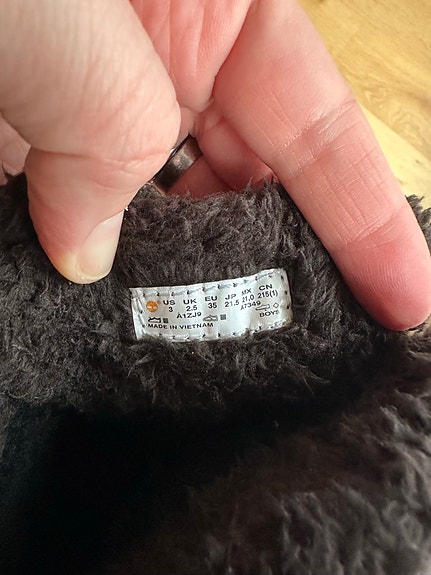 US UK EU JP MX CN
3 2.5 35 21.5 21.0 215(1)
A1ZJ9 A7349
MADE IN VIETNAM BOYS